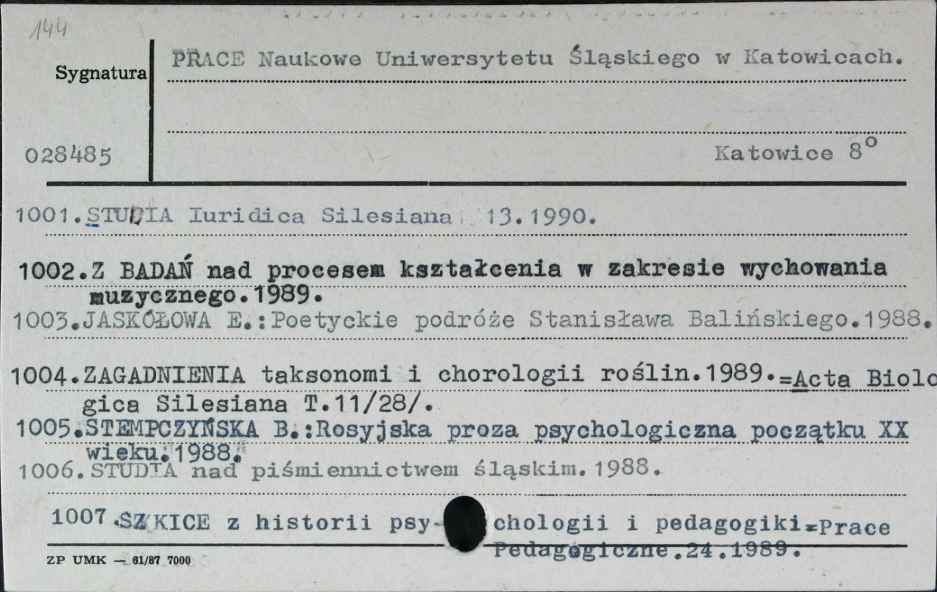 144
PRACE Naukowe Uniwersytetu Śląskiego w Katowicach.
Sygnatura
028485
Katowice 8°
1001.STUDIA Iuridica Silesiana 13.1990.
1002.Z BADAŃ nad procesem kształcenia w zakresie wychowania
muzycznego.1989.
1003.JASKÓŁOWA E.:Poetyckie podróże Stanisława Balińskiego.1988.
1004.ZAGADNIENIA taksonomi i chorologii roślin.1989.=Acta Biolo
gica Silesiana T.11/28/.
1005.STEMPCZYŃSKA B.:Rosyjska proza psychologiczna początku XX
wieku.1988.
1006.STUDIA nad piśmiennictwem śląskim.1988.
1007.SZKICE z historii psy-chologii i pedagogiki=Prace
Pedagogiczne.24.1989.
ZP UMK — 61/87 7000